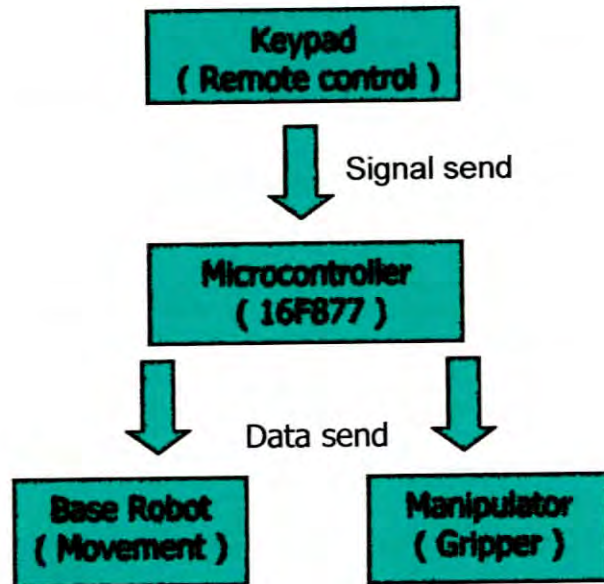 Keypad
( Remote control )
Signal send
Microcontroller
( 16F877 )
Data send
Base Robot
( Movement )
Manipulator
( Gripper )